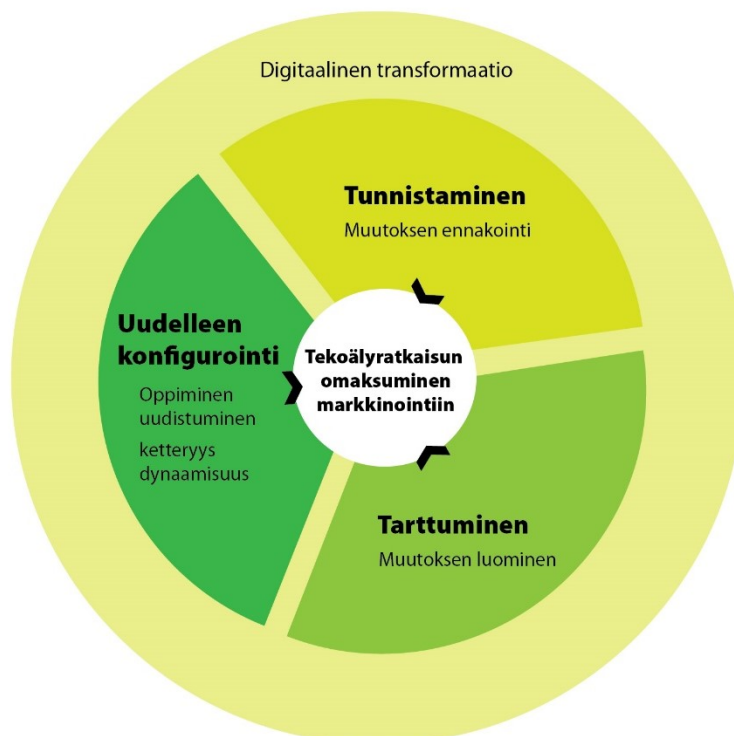 Digitaalinen transformaatio
Tunnistaminen
Muutoksen ennakointi
Uudelleen
konfigurointi
Oppiminen
uudistuminen
ketteryys
dynaamisuus
Tekoälyratkaisun
omaksuminen
markkinointiin
Tarttuminen
Muutoksen luominen